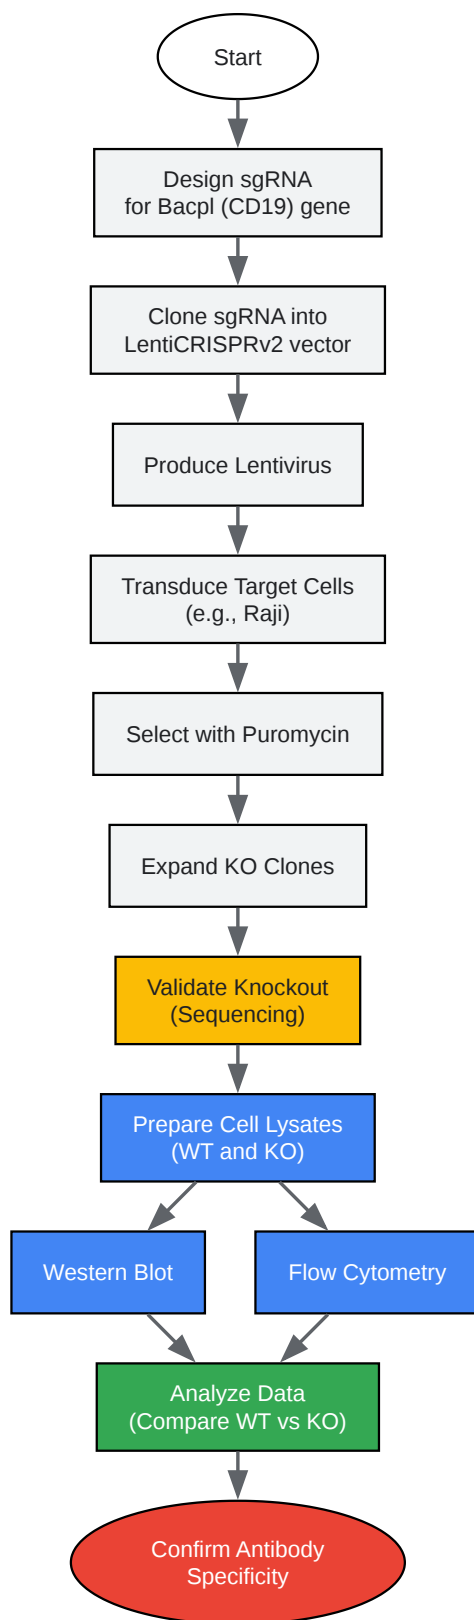 Start
Design sgRNA
for Bacpl (CD19) gene
Clone sgRNA into
LentiCRISPRv2 vector
Produce Lentivirus
Transduce Target Cells
(e.g., Raji)
Select with Puromycin
Expand KO Clones
Validate Knockout
(Sequencing)
Prepare Cell Lysates
(WT and KO)
Western Blot
Flow Cytometry
Analyze Data
(Compare WT vs KO)
Confirm Antibody
Specificity